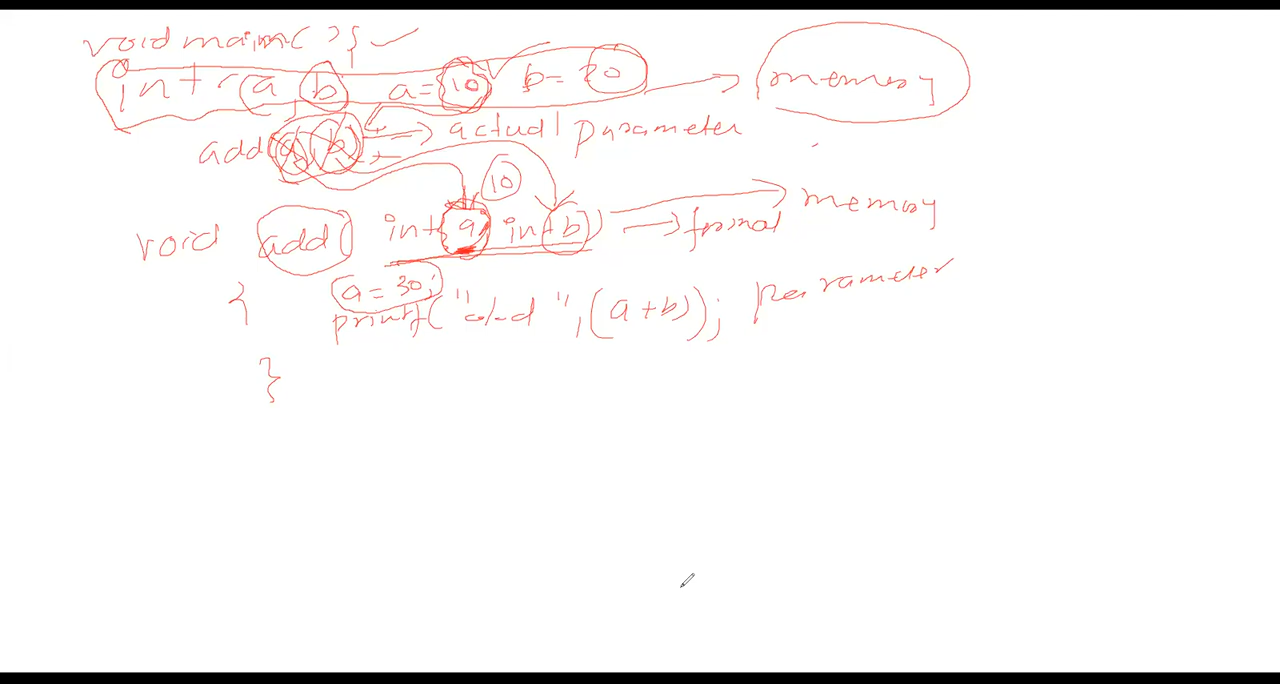 void main( ) {
int a b a = 10 b = 20 → memory
add(a, b) → actual parameter
10
void add( int a, int b) → memory
→ formal
{ a = 30;
printf( "%d ", (a + b)); parameter
}